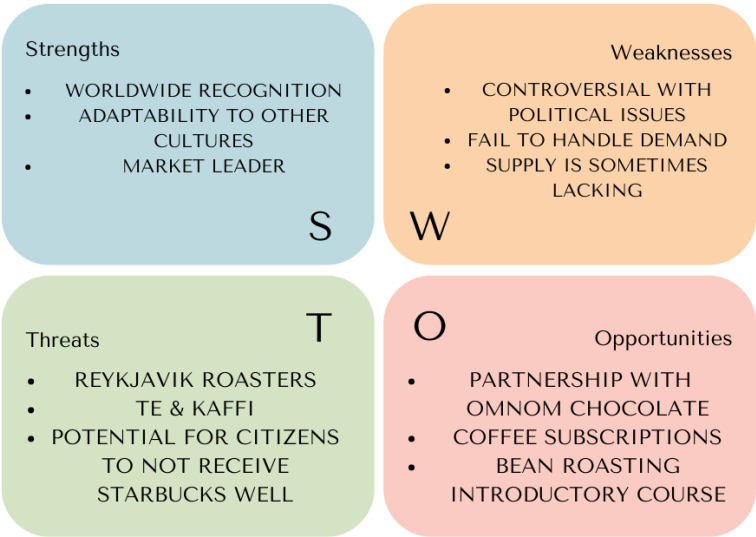 Strengths
• WORLDWIDE RECOGNITION
• ADAPTABILITY TO OTHER
CULTURES
• MARKET LEADER
S
Weaknesses
• CONTROVERSIAL WITH
POLITICAL ISSUES
• FAIL TO HANDLE DEMAND
• SUPPLY IS SOMETIMES
LACKING
W
Threats
T
• REYKJAVIK ROASTERS
• TE & KAFFI
• POTENTIAL FOR CITIZENS
TO NOT RECEIVE
STARBUCKS WELL
O
Opportunities
• PARTNERSHIP WITH
OMNOM CHOCOLATE
• COFFEE SUBSCRIPTIONS
• BEAN ROASTING
INTRODUCTORY COURSE